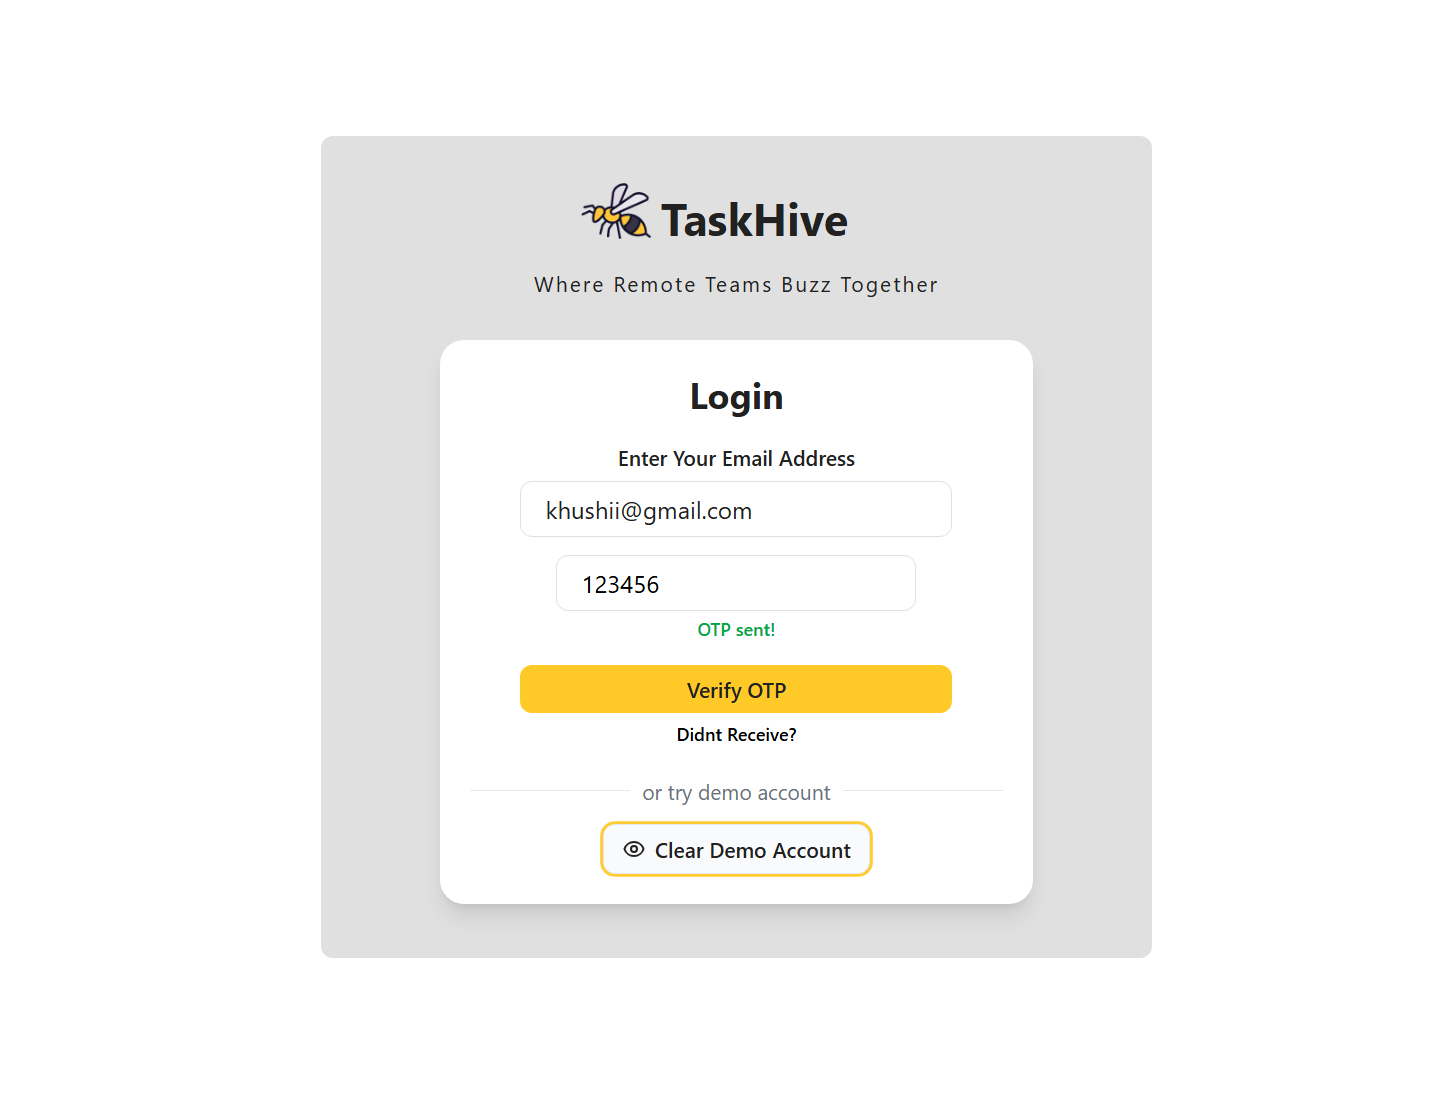 TaskHive
Where Remote Teams Buzz Together
Login
Enter Your Email Address
khushii@gmail.com
123456
OTP sent!
Verify OTP
Didnt Receive?
or try demo account
Clear Demo Account